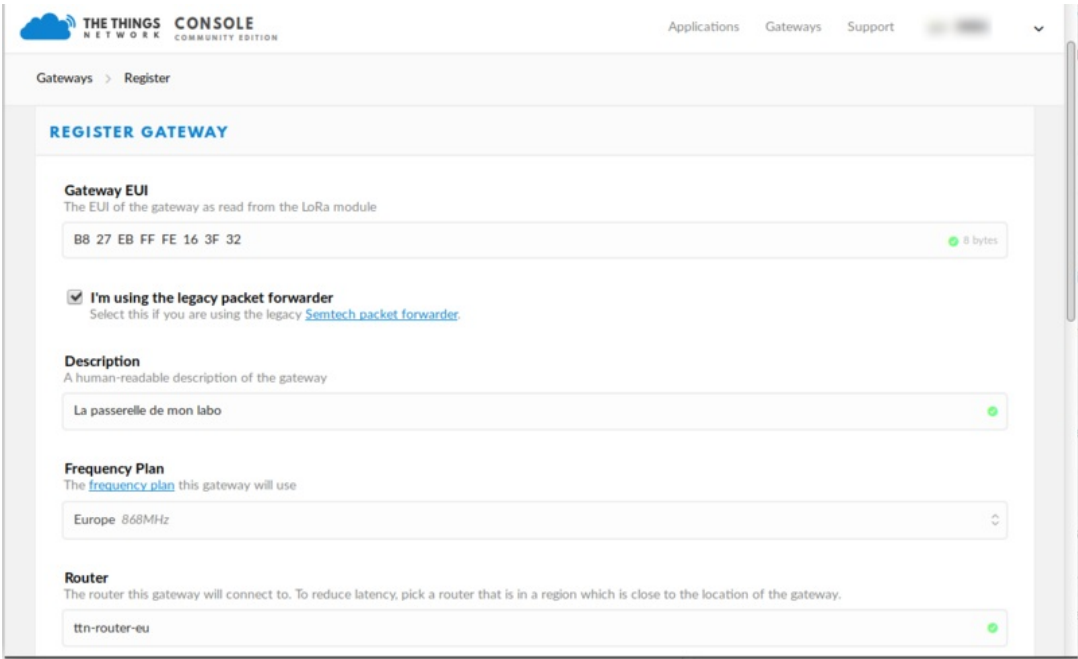 THE THINGS NETWORK CONSOLE COMMUNITY EDITION
Applications Gateways Support
Gateways > Register
REGISTER GATEWAY
Gateway EUI
The EUI of the gateway as read from the LoRa module
B8 27 EB FF FE 16 3F 32
8 bytes
I'm using the legacy packet forwarder
Select this if you are using the legacy Semtech packet forwarder.
Description
A human-readable description of the gateway
La passerelle de mon labo
Frequency Plan
The frequency plan this gateway will use
Europe 868MHz
Router
The router this gateway will connect to. To reduce latency, pick a router that is in a region which is close to the location of the gateway.
ttn-router-eu